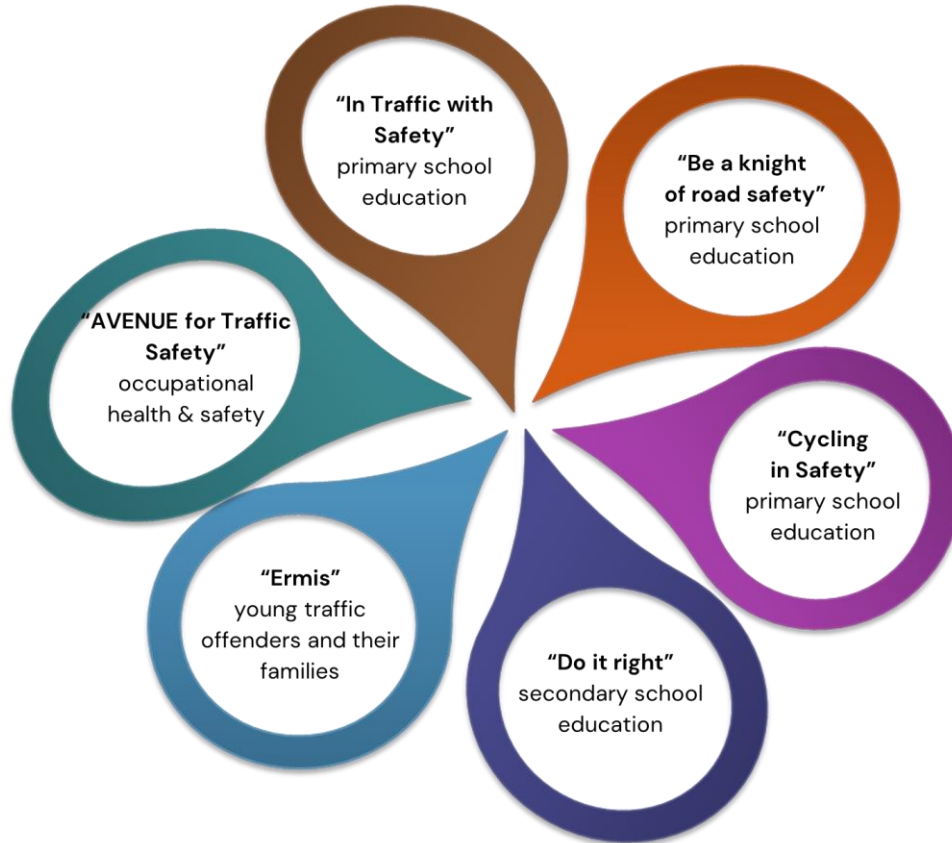 “In Traffic with
Safety”
primary school
education
“Be a knight
of road safety”
primary school
education
“Cycling
in Safety”
primary school
education
“Do it right”
secondary school
education
“Ermis”
young traffic
offenders and their
families
“AVENUE for Traffic
Safety”
occupational
health & safety